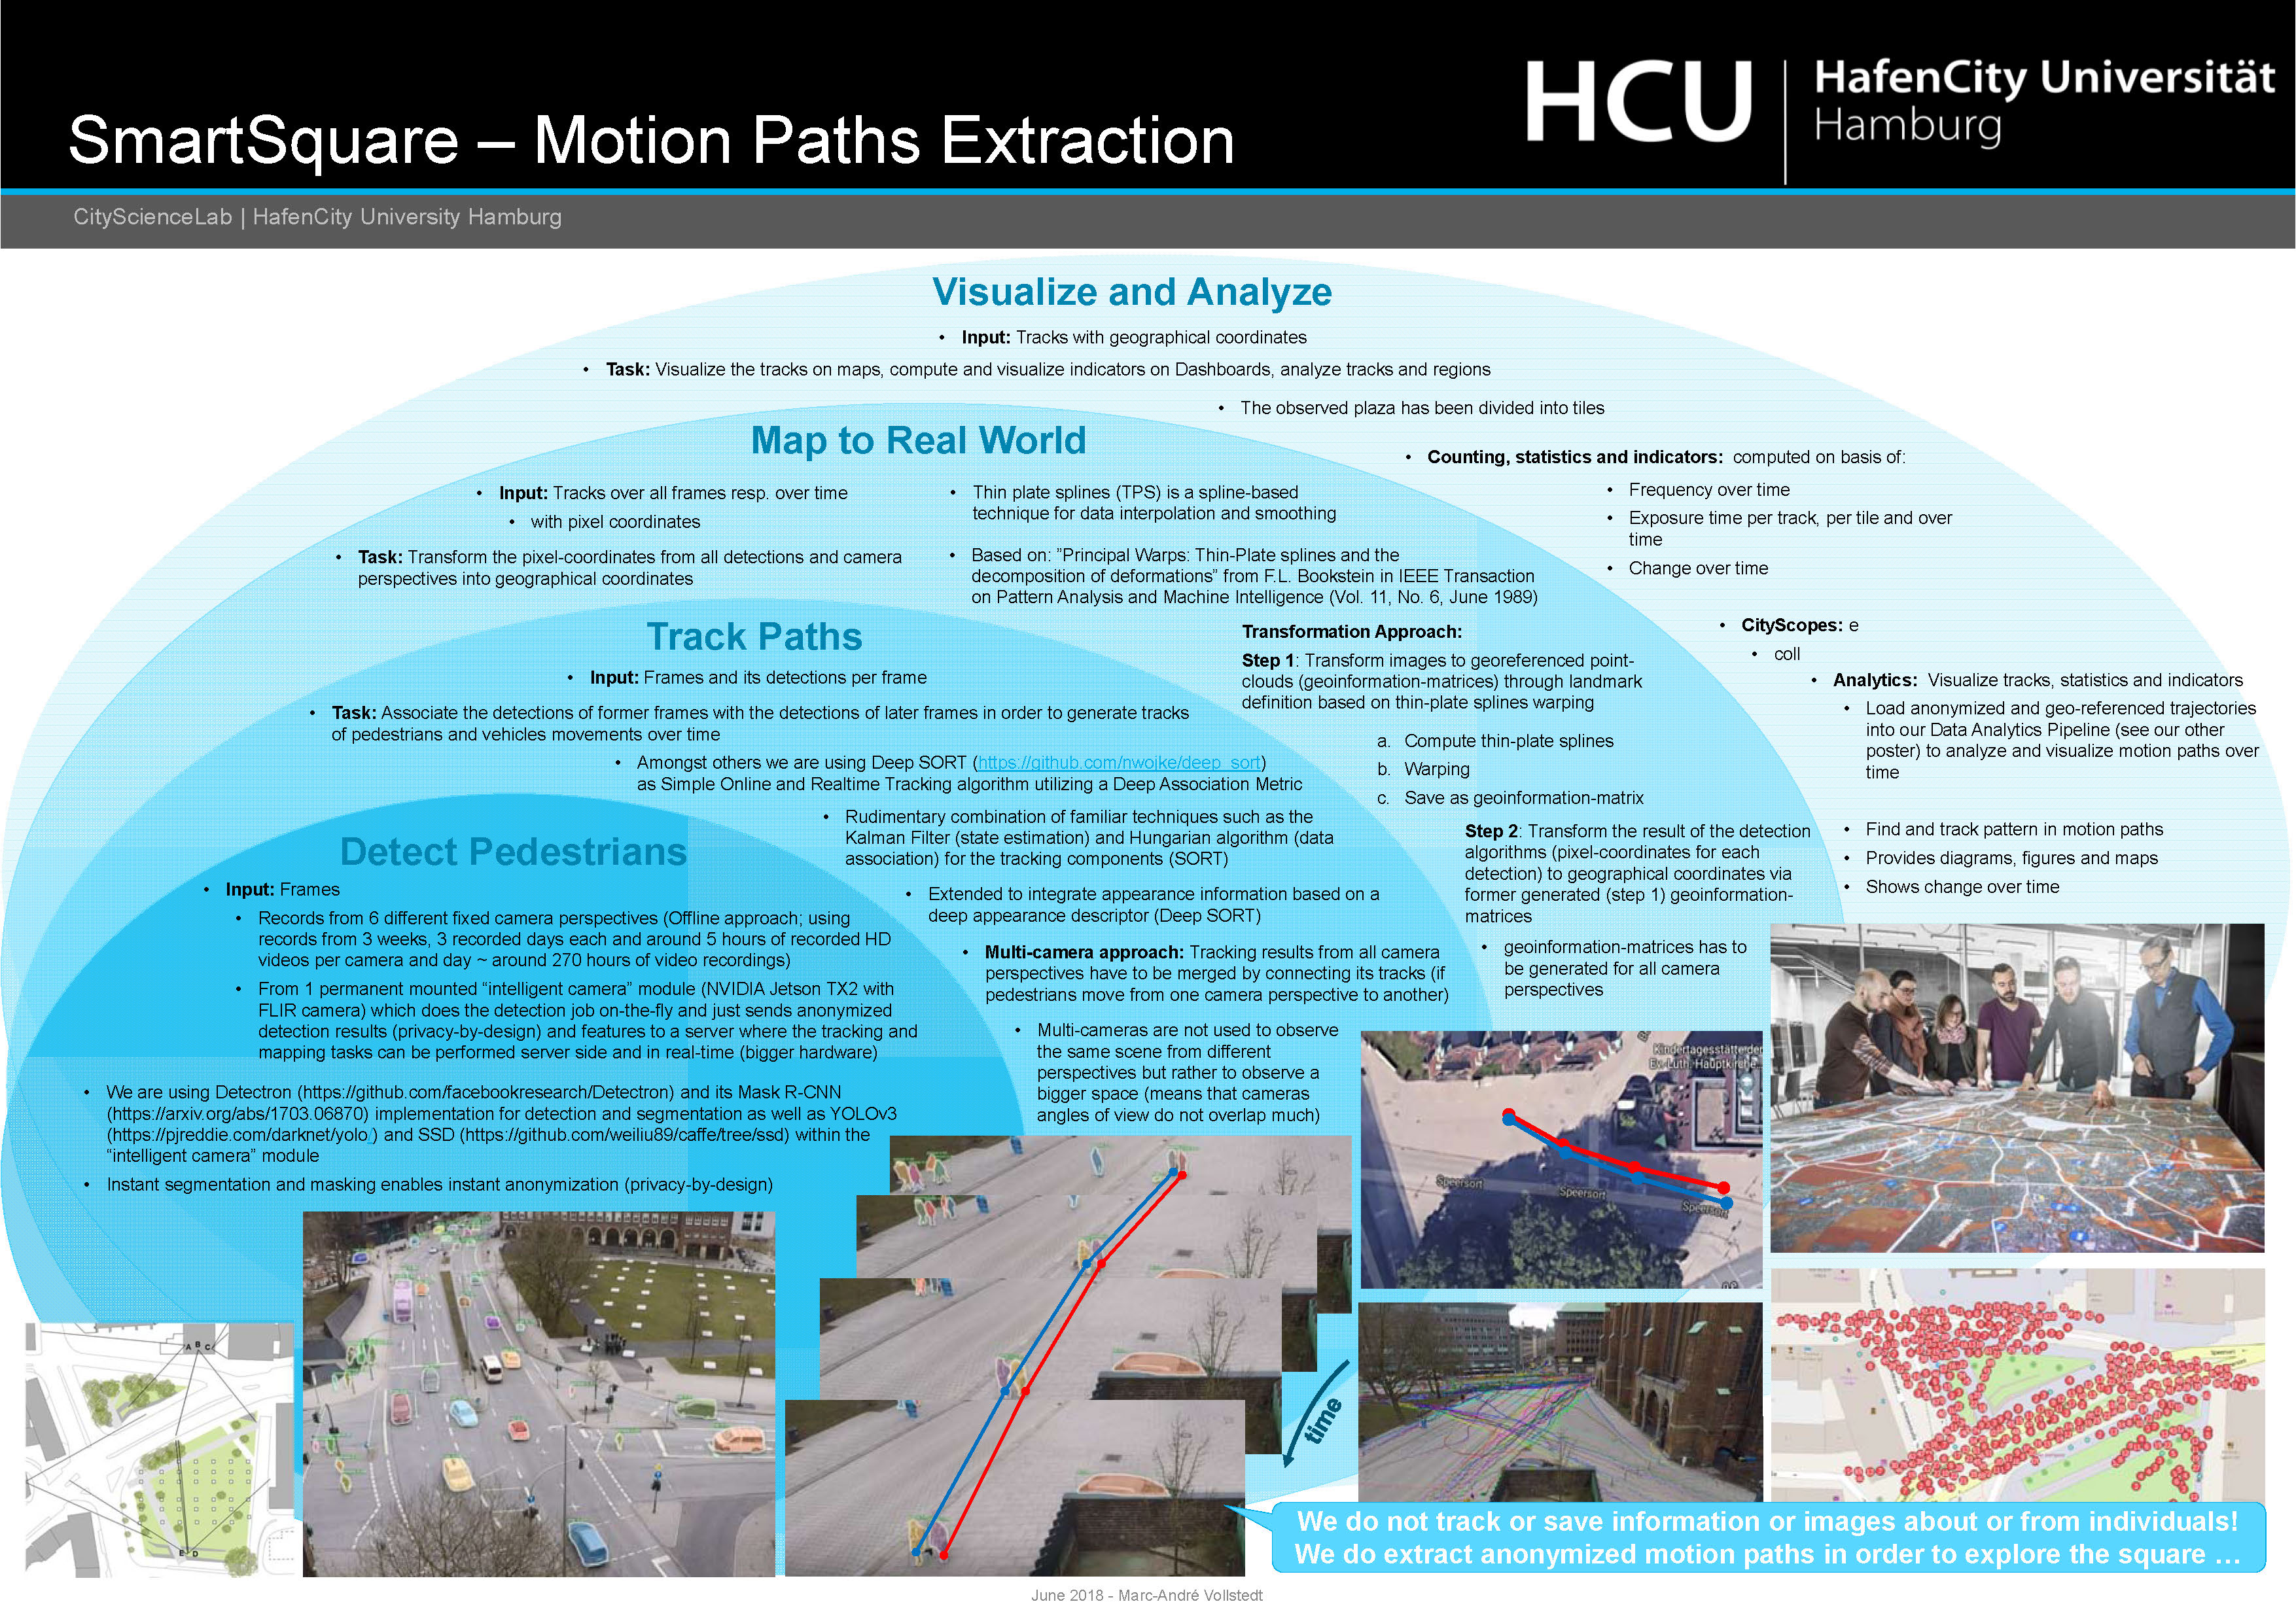 SmartSquare – Motion Paths Extraction
HCU
HafenCity Universität
Hamburg
CityScienceLab | HafenCity University Hamburg
Visualize and Analyze
• Input: Tracks with geographical coordinates
• Task: Visualize the tracks on maps, compute and visualize indicators on Dashboards, analyze tracks and regions
• The observed plaza has been divided into tiles
• Counting, statistics and indicators: computed on basis of:
• Frequency over time
• Exposure time per track, per tile and over
time
• Change over time
• CityScopes: e
• coll
• Analytics: Visualize tracks, statistics and indicators
• Load anonymized and geo-referenced trajectories
into our Data Analytics Pipeline (see our other
poster) to analyze and visualize motion paths over
time
• Find and track pattern in motion paths
• Provides diagrams, figures and maps
• Shows change over time
Map to Real World
• Input: Tracks over all frames resp. over time
• with pixel coordinates
• Task: Transform the pixel-coordinates from all detections and camera
perspectives into geographical coordinates
• Thin plate splines (TPS) is a spline-based
technique for data interpolation and smoothing
• Based on: ”Principal Warps: Thin-Plate splines and the
decomposition of deformations” from F.L. Bookstein in IEEE Transaction
on Pattern Analysis and Machine Intelligence (Vol. 11, No. 6, June 1989)
Transformation Approach:
Step 1: Transform images to georeferenced point-
clouds (geoinformation-matrices) through landmark
definition based on thin-plate splines warping
a. Compute thin-plate splines
b. Warping
c. Save as geoinformation-matrix
Step 2: Transform the result of the detection
algorithms (pixel-coordinates for each
detection) to geographical coordinates via
former generated (step 1) geoinformation-
matrices
• geoinformation-matrices has to
be generated for all camera
perspectives
Track Paths
• Input: Frames and its detections per frame
• Task: Associate the detections of former frames with the detections of later frames in order to generate tracks
of pedestrians and vehicles movements over time
• Amongst others we are using Deep SORT (https://github.com/nwojke/deep_sort)
as Simple Online and Realtime Tracking algorithm utilizing a Deep Association Metric
• Rudimentary combination of familiar techniques such as the
Kalman Filter (state estimation) and Hungarian algorithm (data
association) for the tracking components (SORT)
• Extended to integrate appearance information based on a
deep appearance descriptor (Deep SORT)
• Multi-camera approach: Tracking results from all camera
perspectives have to be merged by connecting its tracks (if
pedestrians move from one camera perspective to another)
• Multi-cameras are not used to observe
the same scene from different
perspectives but rather to observe a
bigger space (means that cameras
angles of view do not overlap much)
Detect Pedestrians
• Input: Frames
• Records from 6 different fixed camera perspectives (Offline approach; using
records from 3 weeks, 3 recorded days each and around 5 hours of recorded HD
videos per camera and day ~ around 270 hours of video recordings)
• From 1 permanent mounted “intelligent camera” module (NVIDIA Jetson TX2 with
FLIR camera) which does the detection job on-the-fly and just sends anonymized
detection results (privacy-by-design) and features to a server where the tracking and
mapping tasks can be performed server side and in real-time (bigger hardware)
• We are using Detectron (https://github.com/facebookresearch/Detectron) and its Mask R-CNN
(https://arxiv.org/abs/1703.06870) implementation for detection and segmentation as well as YOLOv3
(https://pjreddie.com/darknet/yolo/) and SSD (https://github.com/weiliu89/caffe/tree/ssd) within the
“intelligent camera” module
• Instant segmentation and masking enables instant anonymization (privacy-by-design)
A B C
E D
time
Kindertagesstätte der
Ev.-Luth. Hauptkirche...
Speersort
Speersort
Speersort
We do not track or save information or images about or from individuals!
We do extract anonymized motion paths in order to explore the square …
June 2018 - Marc-André Vollstedt